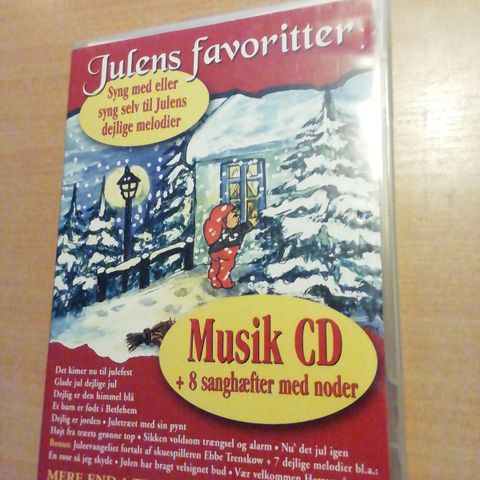 Julens favoritter
Syng med eller
syng selv til Julens
dejlige melodier
Musik CD
+ 8 sanghæfter med noder
Det kimer nu til julefest
Glade jul dejlige jul
Dejlig er den himmel blå
Et barn er født i Betlehem
Dejlig er jorden • Juletræet med sin pynt
Højt fra træets grønne top • Sikken voldsom trængsel og alarm • Nu' det jul igen
Bonus: Juleevangeliet fortalt af skuespilleren Ebbe Trenskow + 7 dejlige melodier bl.a.:
En rose så jeg skyde • Julen har bragt velsignet bud • Vær velkommen
MERE END